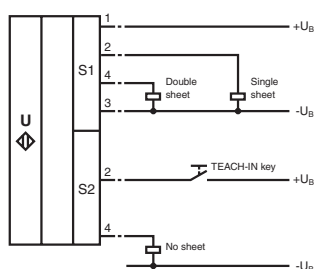 1
+UB
2
S1
4
Double
sheet
Single
sheet
3
-UB
U
2
TEACH-IN key
+UB
S2
4
No sheet
-UB